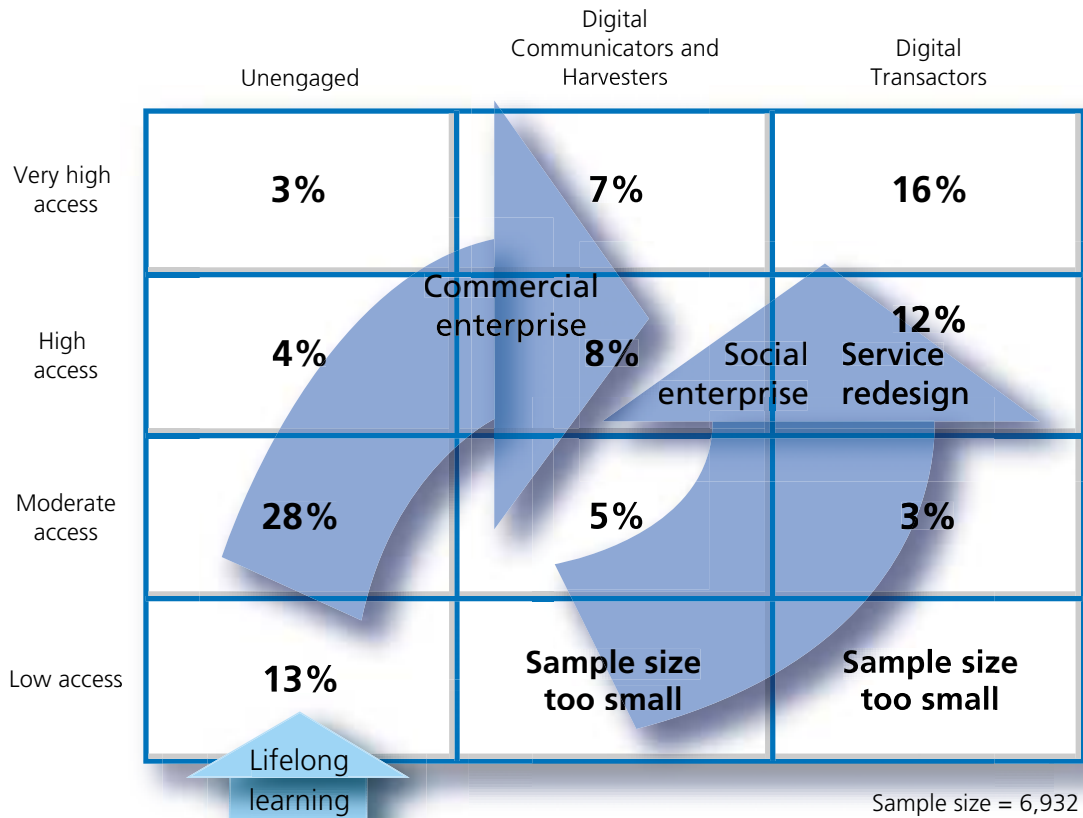 Unengaged
Digital
Communicators and
Harvesters
Digital
Transactors
Very high
access
3%
7%
16%
High
access
4%
Commercial
enterprise
8%
12%
Social
enterprise
Service
redesign
Moderate
access
28%
5%
3%
Low access
13%
Sample size
too small
Sample size
too small
Lifelong
learning
Sample size = 6,932